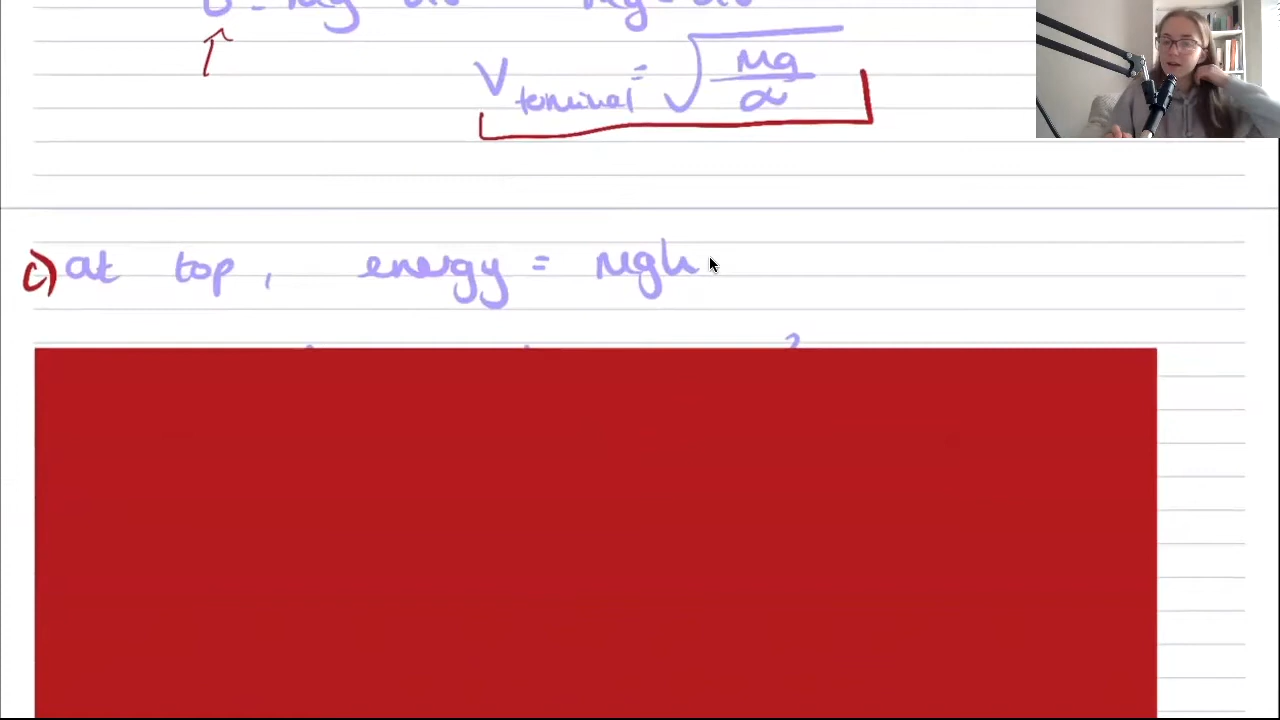 V terminal = √(Mg/α)
c) at top, energy = Mgh